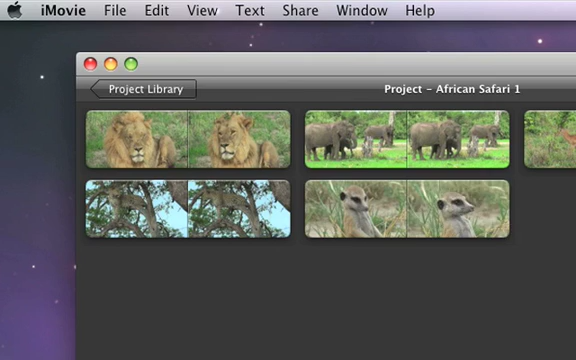 iMovie File Edit View Text Share Window Help
Project Library
Project - African Safari 1